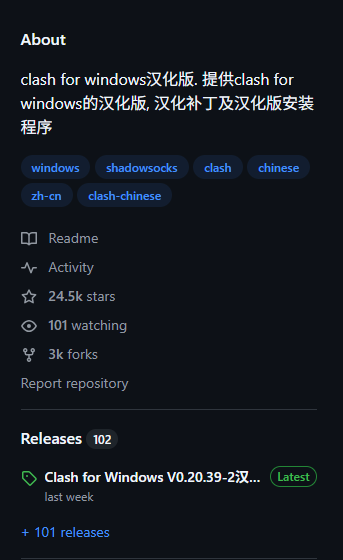 About
clash for windows汉化版. 提供clash for
windows的汉化版, 汉化补丁及汉化版安装
程序
windows shadowsocks clash chinese
zh-cn clash-chinese
Readme
Activity
24.5k stars
101 watching
3k forks
Report repository
Releases 102
Clash for Windows V0.20.39-2汉... Latest
last week
+ 101 releases